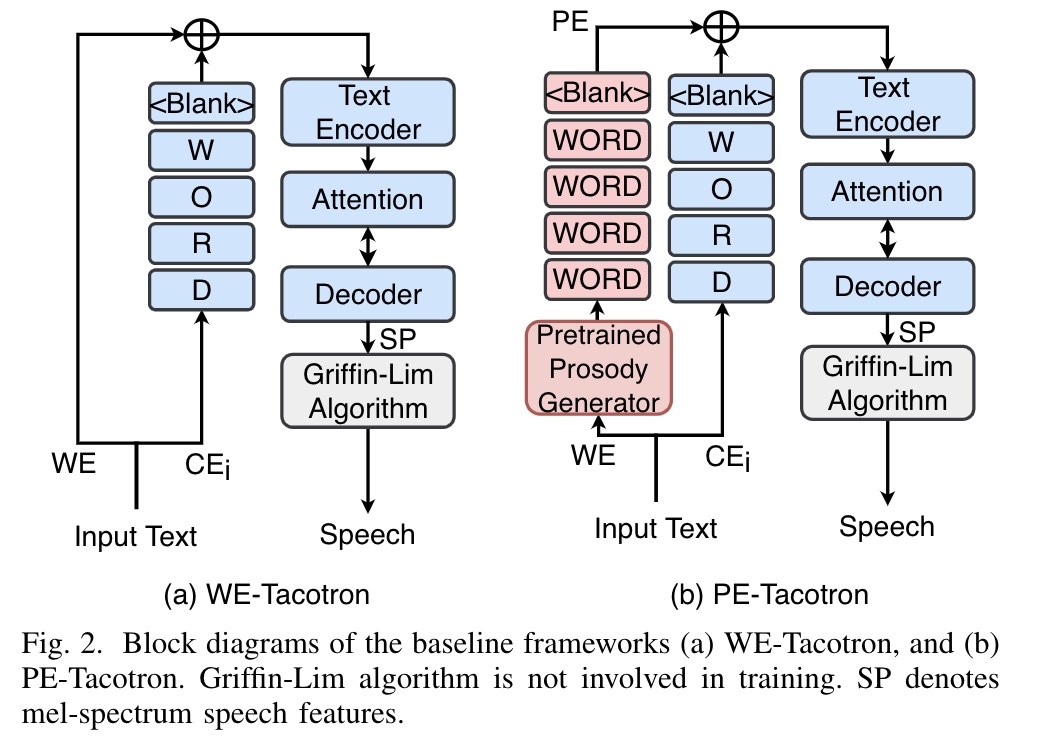 <Blank>
W
O
R
D
Text
Encoder
Attention
Decoder
SP
Griffin-Lim
Algorithm
WE
CEi
Input Text
Speech
(a) WE-Tacotron
PE
<Blank>
WORD
WORD
WORD
WORD
Pretrained
Prosody
Generator
<Blank>
W
O
R
D
Text
Encoder
Attention
Decoder
SP
Griffin-Lim
Algorithm
WE
CEi
Input Text
Speech
(b) PE-Tacotron
Fig. 2. Block diagrams of the baseline frameworks (a) WE-Tacotron, and (b)
PE-Tacotron. Griffin-Lim algorithm is not involved in training. SP denotes
mel-spectrum speech features.